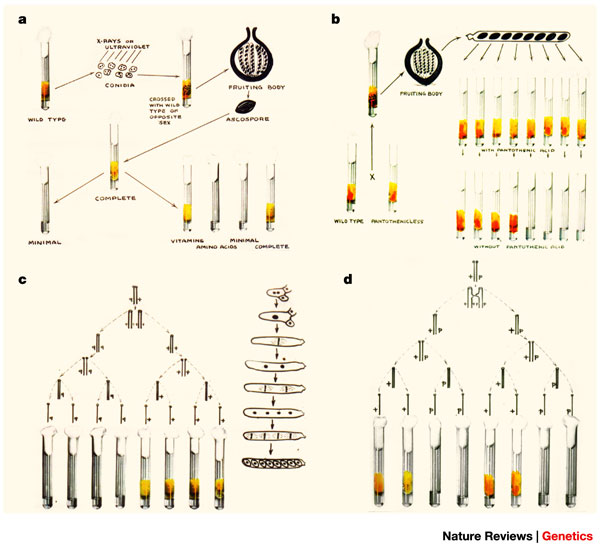 a
X-RAYS OR
ULTRAVIOLET
CONIDIA
WILD TYPE
CROSSED
WITH WILD
TYPE OF
OPPOSITE
SEX
FRUITING BODY
ASCOSPORE
COMPLETE
MINIMAL
VITAMINS
AMINO ACIDS
MINIMAL
COMPLETE
b
FRUITING BODY
WITH PANTOTHENIC ACID
X
WILD TYPE
PANTOTHENICLESS
WITHOUT PANTOTHENIC ACID
c
d
+ + p p + + p p
Nature Reviews | Genetics